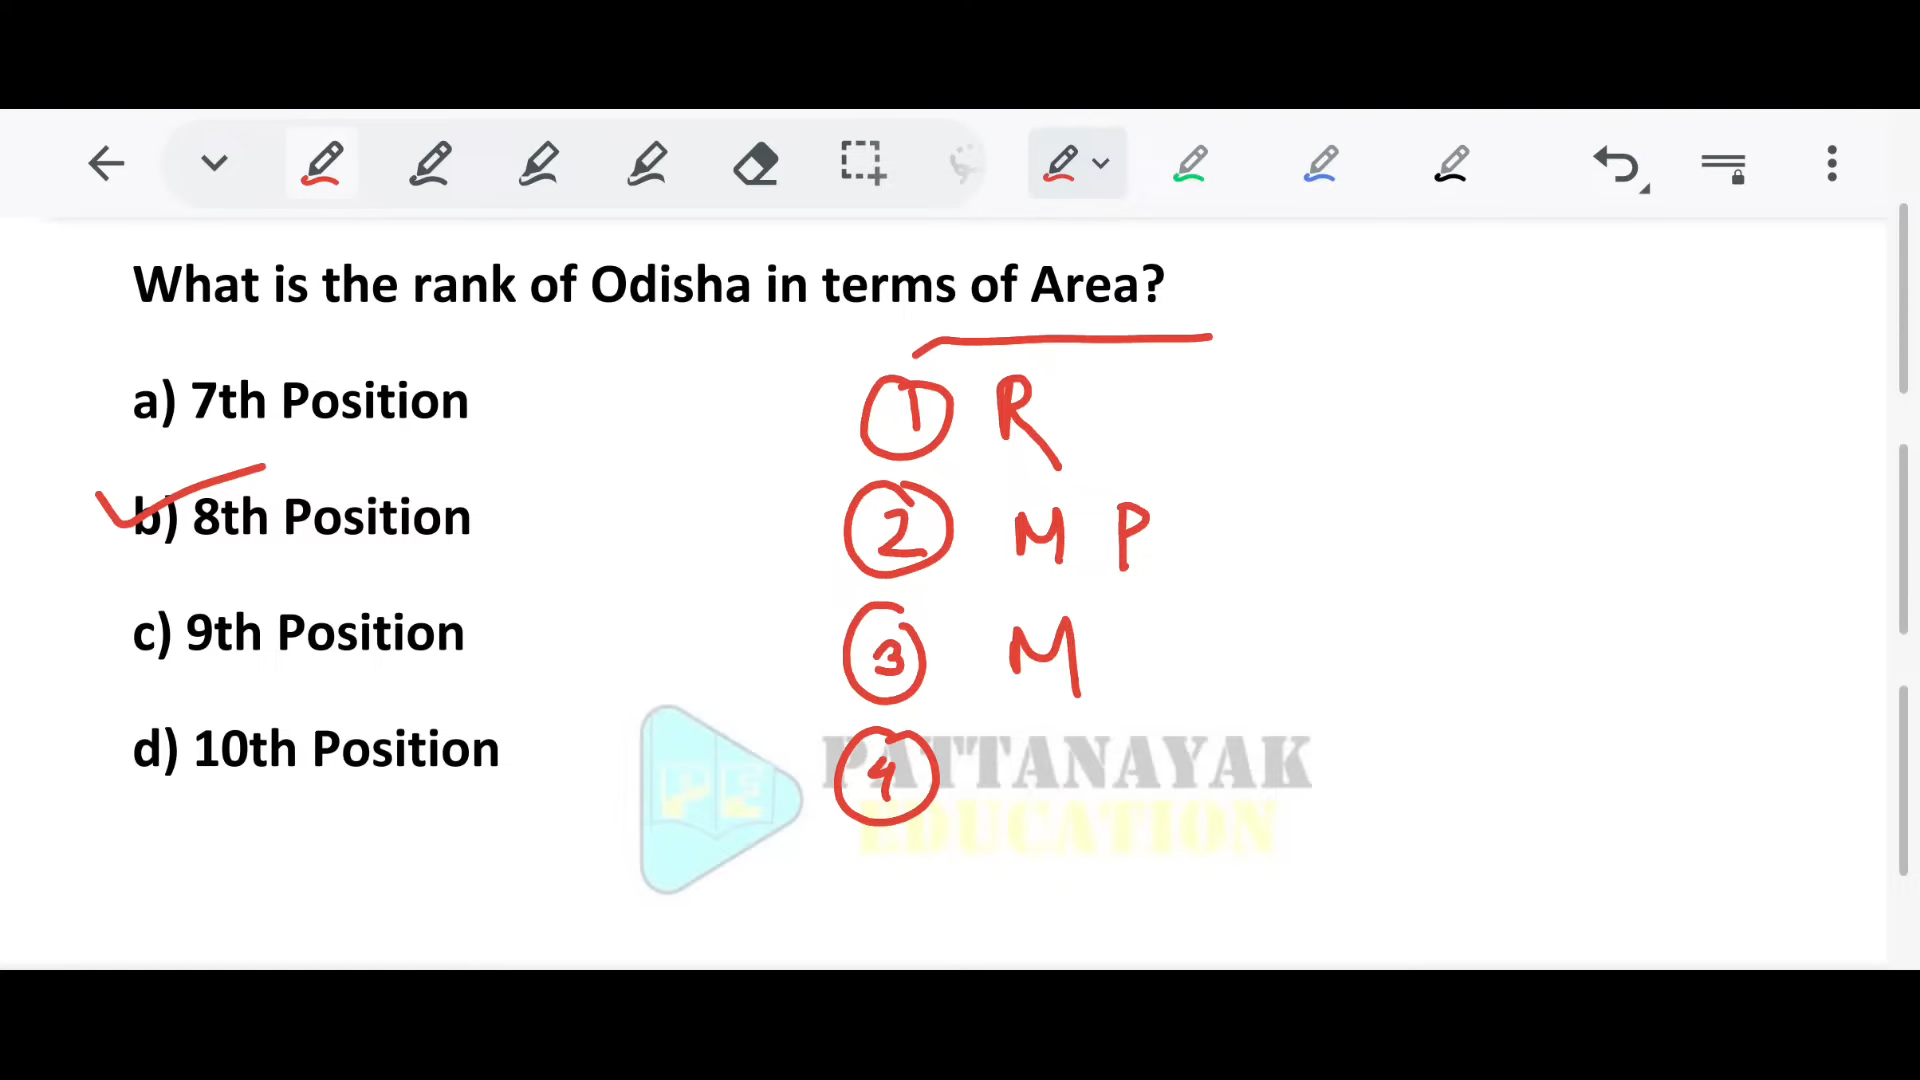 What is the rank of Odisha in terms of Area?
a) 7th Position
b) 8th Position
c) 9th Position
d) 10th Position
1 R
2 M P
3 M
4
PE
PATTANAYAK
EDUCATION